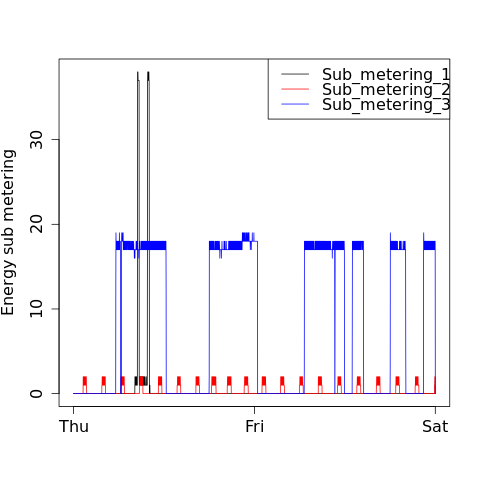 Sub_metering_1
Sub_metering_2
Sub_metering_3
Energy sub metering
30
20
10
0
Thu Fri Sat